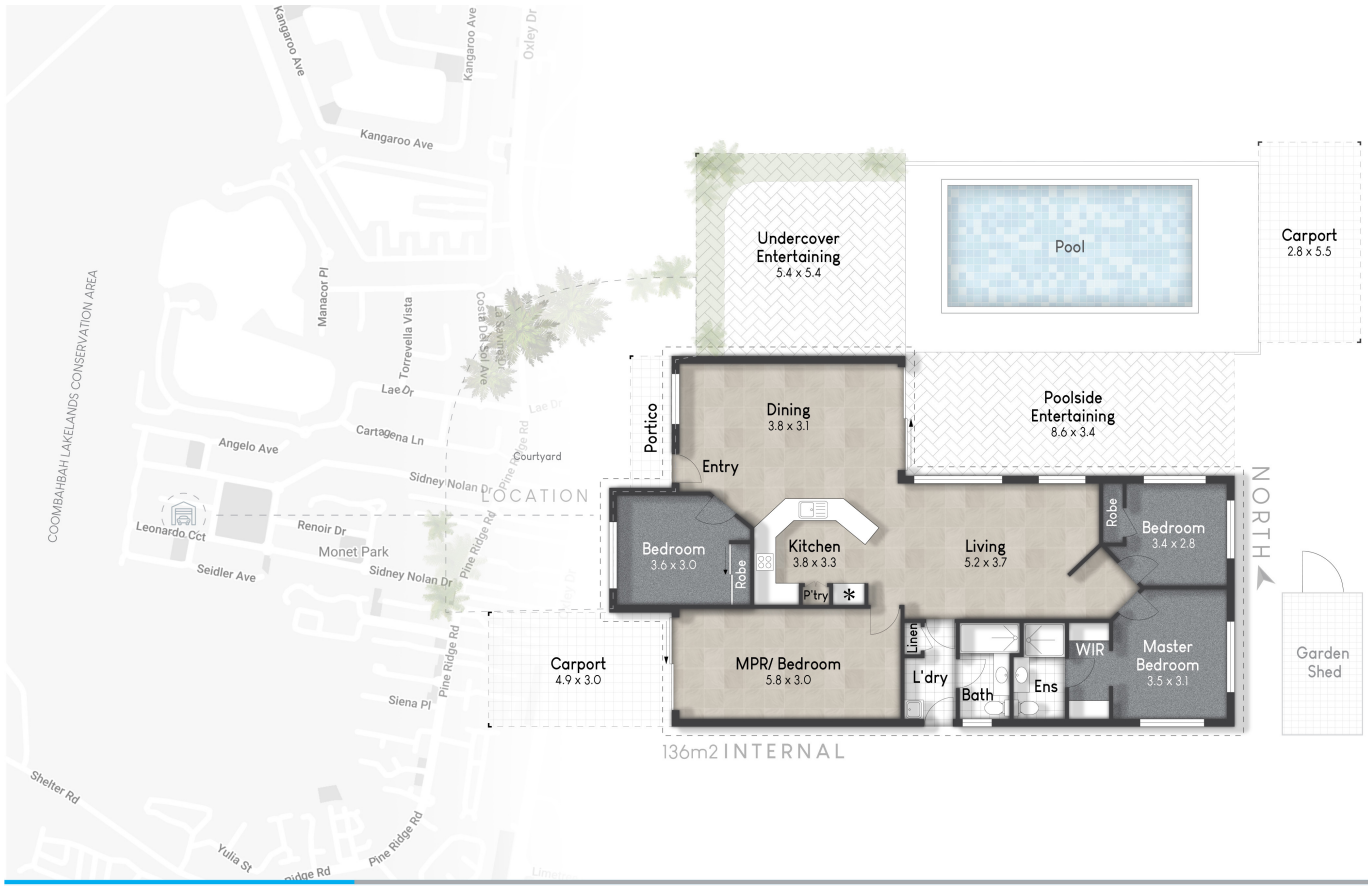 Kangaroo Ave
Kangaroo Ave
Oxley Dr
Kangaroo Ave
Manacor Pl
Torrevella Vista
Costa Del Sol Ave
COOMBAHBAH LAKELANDS CONSERVATION AREA
Lae Dr
Lae Dr
Cartagena Ln
Angelo Ave
Courtyard
Sidney Nolan Dr
Pine Ridge Rd
LOCATION
Leonardo Cct
Renoir Dr
Monet Park
Seidler Ave
Sidney Nolan Dr
Pine Ridge Rd
Pine Ridge Rd
Siena Pl
Shelter Rd
Yulia St
Ridge Rd
Pine Ridge Rd
Undercover
Entertaining
5.4 x 5.4
Pool
Carport
2.8 x 5.5
Portico
Dining
3.8 x 3.1
Entry
Poolside
Entertaining
8.6 x 3.4
Bedroom
3.6 x 3.0
Robe
Kitchen
3.8 x 3.3
P'try
*
Living
5.2 x 3.7
Robe
Bedroom
3.4 x 2.8
NORTH
Carport
4.9 x 3.0
MPR/ Bedroom
5.8 x 3.0
Linen
L'dry
Bath
Ens
WIR
Master
Bedroom
3.5 x 3.1
Garden
Shed
136m2 INTERNAL